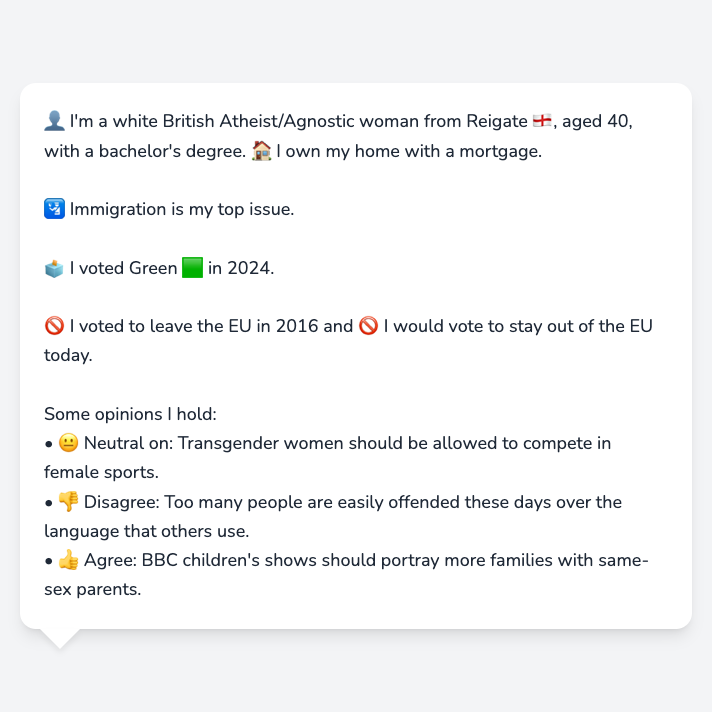 👤 I'm a white British Atheist/Agnostic woman from Reigate 🏴󠁧󠁢󠁥󠁮󠁧󠁿, aged 40,
with a bachelor's degree. 🏠 I own my home with a mortgage.
🛂 Immigration is my top issue.
🗳️ I voted Green 🟩 in 2024.
🚫 I voted to leave the EU in 2016 and 🚫 I would vote to stay out of the EU
today.
Some opinions I hold:
• 😐 Neutral on: Transgender women should be allowed to compete in
female sports.
• 👎 Disagree: Too many people are easily offended these days over the
language that others use.
• 👍 Agree: BBC children's shows should portray more families with same-
sex parents.